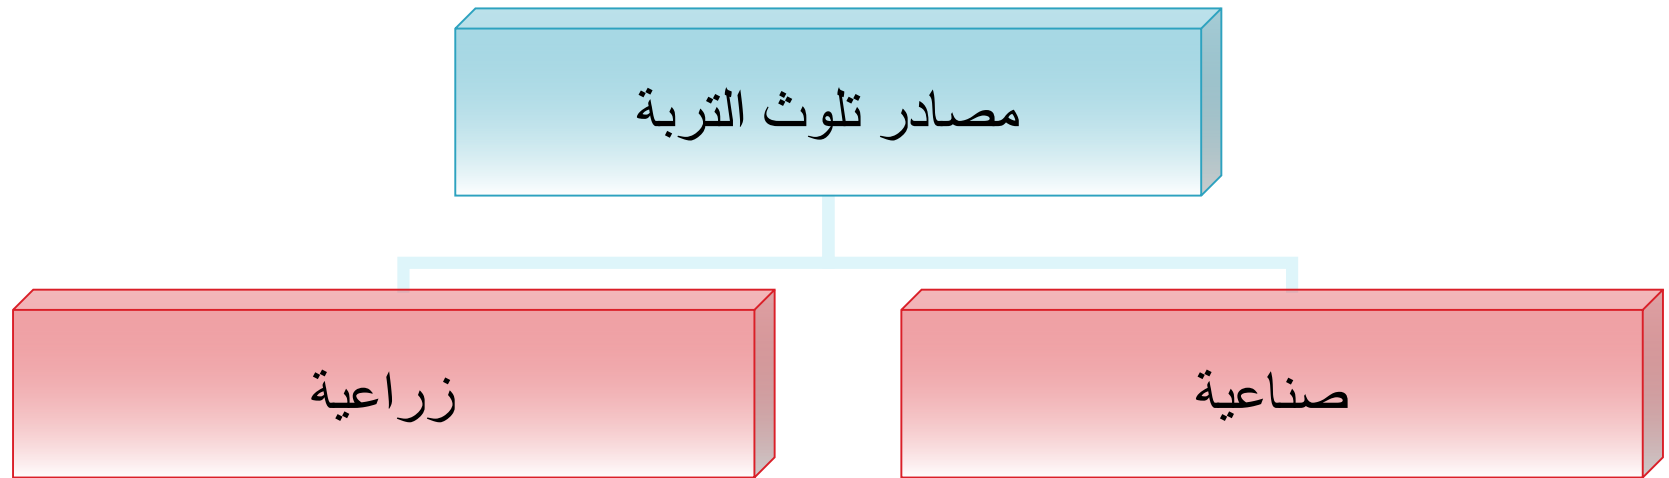 مصادر تلوث التربة
صناعية
زراعية